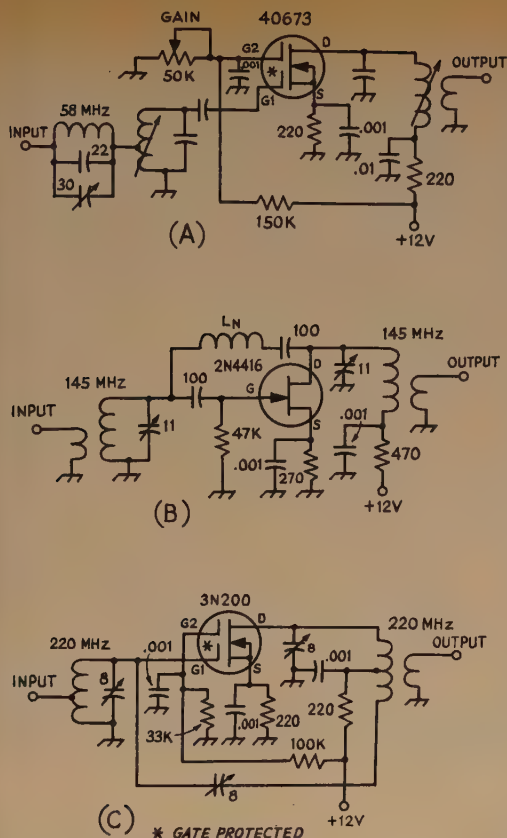 GAIN
40673
50K
G2
.001
D
*
G1
S
OUTPUT
58 MHz
INPUT
22
30
220
.001
.01
220
150K
+12V
(A)
LN
100
2N4416
145 MHz
OUTPUT
145 MHz
INPUT
11
100
G
D
S
11
47K
.001
270
.001
470
+12V
(B)
3N200
G2
D
*
G1
S
220 MHz
INPUT
8
.001
33K
.001
220
8
.001
220 MHz
OUTPUT
220
100K
8
+12V
(C)
* GATE PROTECTED